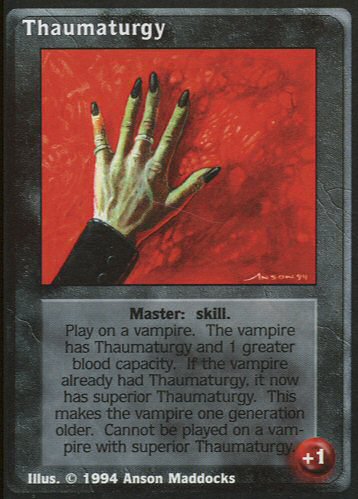 Thaumaturgy
ANSON 94
Master: skill.
Play on a vampire. The vampire
has Thaumaturgy and 1 greater
blood capacity. If the vampire
already had Thaumaturgy, it now
has superior Thaumaturgy. This
makes the vampire one generation
older. Cannot be played on a vam-
pire with superior Thaumaturgy.
+1
Illus. © 1994 Anson Maddocks